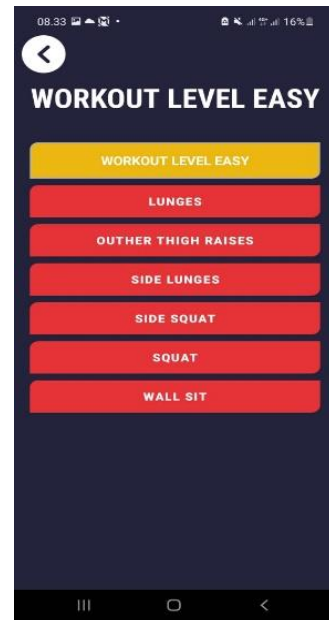 08.33 16%
WORKOUT LEVEL EASY
WORKOUT LEVEL EASY
LUNGES
OUTHER THIGH RAISES
SIDE LUNGES
SIDE SQUAT
SQUAT
WALL SIT